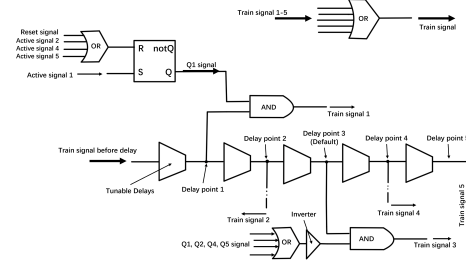 Train signal 1-5
OR
Train signal
Reset signal
Active signal 2
Active signal 4
Active signal 5
OR
R notQ
S Q
Active signal 1
Q1 signal
AND
Train signal 1
Train signal before delay
Tunable Delays
Delay point 1
Delay point 2
Delay point 3
(Default)
Delay point 4
Delay point
Train signal 2
Train signal 4
Train signal 5
Inverter
Q1, Q2, Q4, Q5 signal
OR
AND
Train signal 3